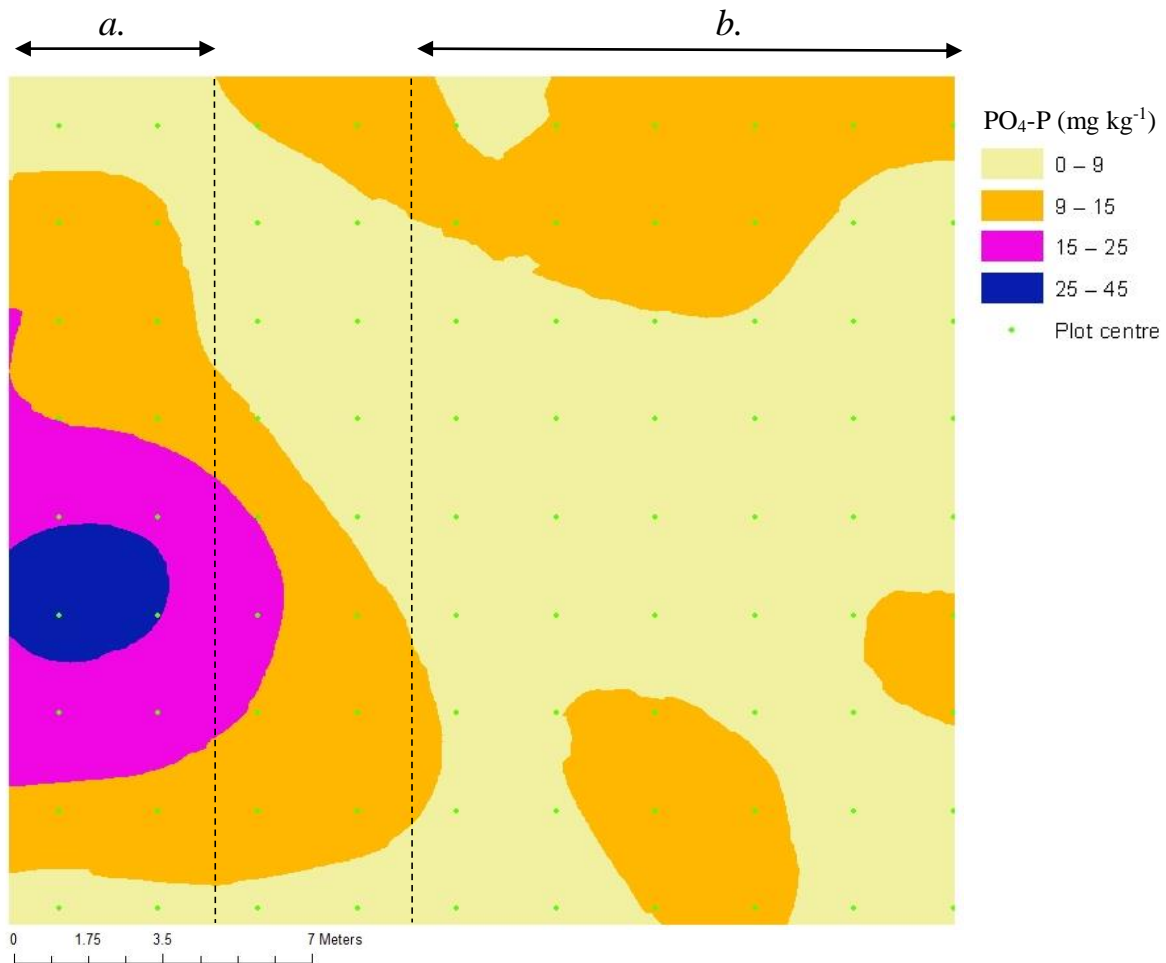 a.
b.
PO₄-P (mg kg⁻¹)
0 – 9
9 – 15
15 – 25
25 – 45
Plot centre
0 1.75 3.5 7 Meters